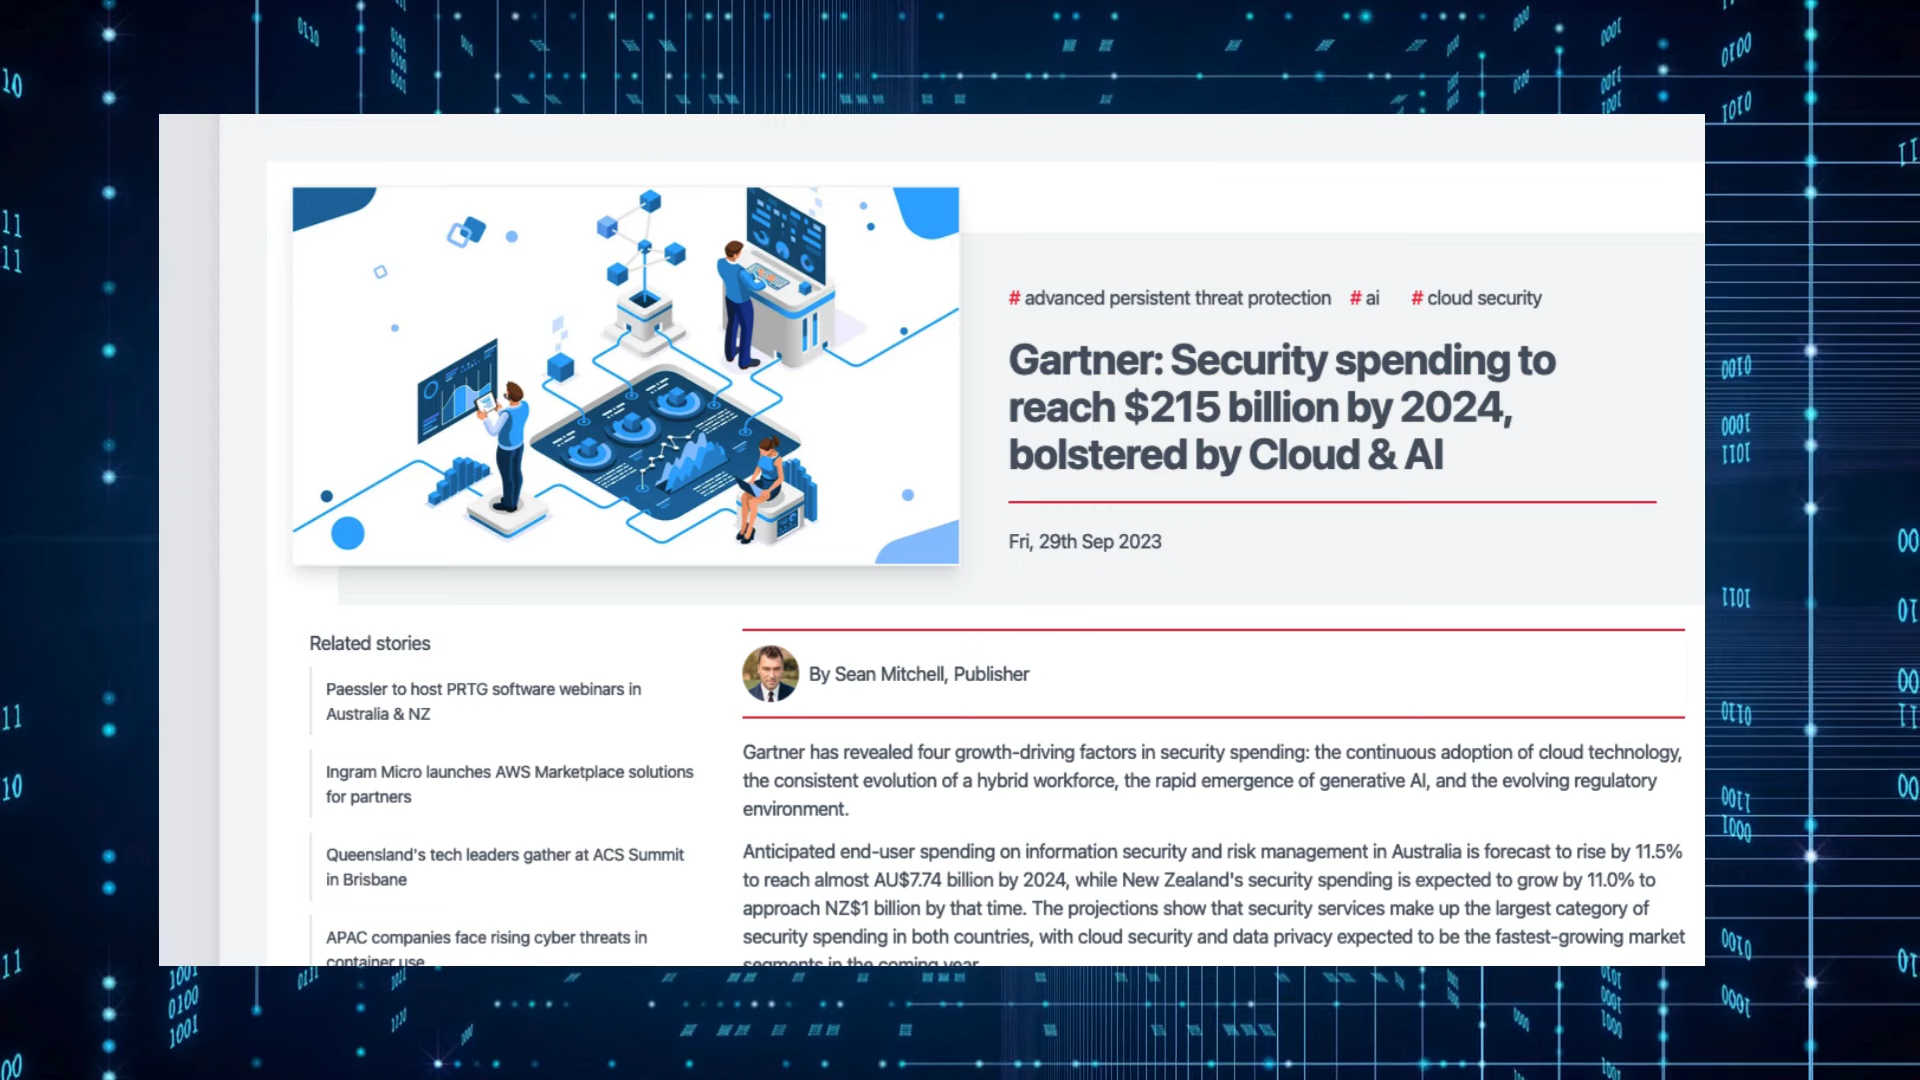 # advanced persistent threat protection # ai # cloud security
Gartner: Security spending to
reach $215 billion by 2024,
bolstered by Cloud & AI
Fri, 29th Sep 2023
Related stories
Paessler to host PRTG software webinars in
Australia & NZ
Ingram Micro launches AWS Marketplace solutions
for partners
Queensland's tech leaders gather at ACS Summit
in Brisbane
APAC companies face rising cyber threats in
container use
By Sean Mitchell, Publisher
Gartner has revealed four growth-driving factors in security spending: the continuous adoption of cloud technology,
the consistent evolution of a hybrid workforce, the rapid emergence of generative AI, and the evolving regulatory
environment.
Anticipated end-user spending on information security and risk management in Australia is forecast to rise by 11.5%
to reach almost AU$7.74 billion by 2024, while New Zealand's security spending is expected to grow by 11.0% to
approach NZ$1 billion by that time. The projections show that security services make up the largest category of
security spending in both countries, with cloud security and data privacy expected to be the fastest-growing market
segments in the coming year.